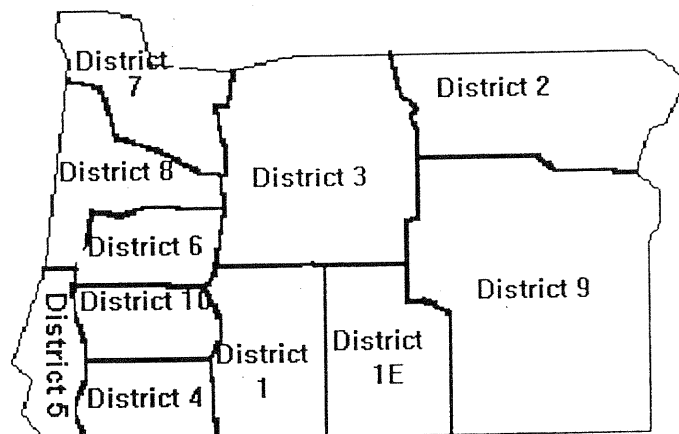 District
7
District 2
District 8
District 3
District 6
District 9
District 10
District 5
District
1
District
1E
District 4